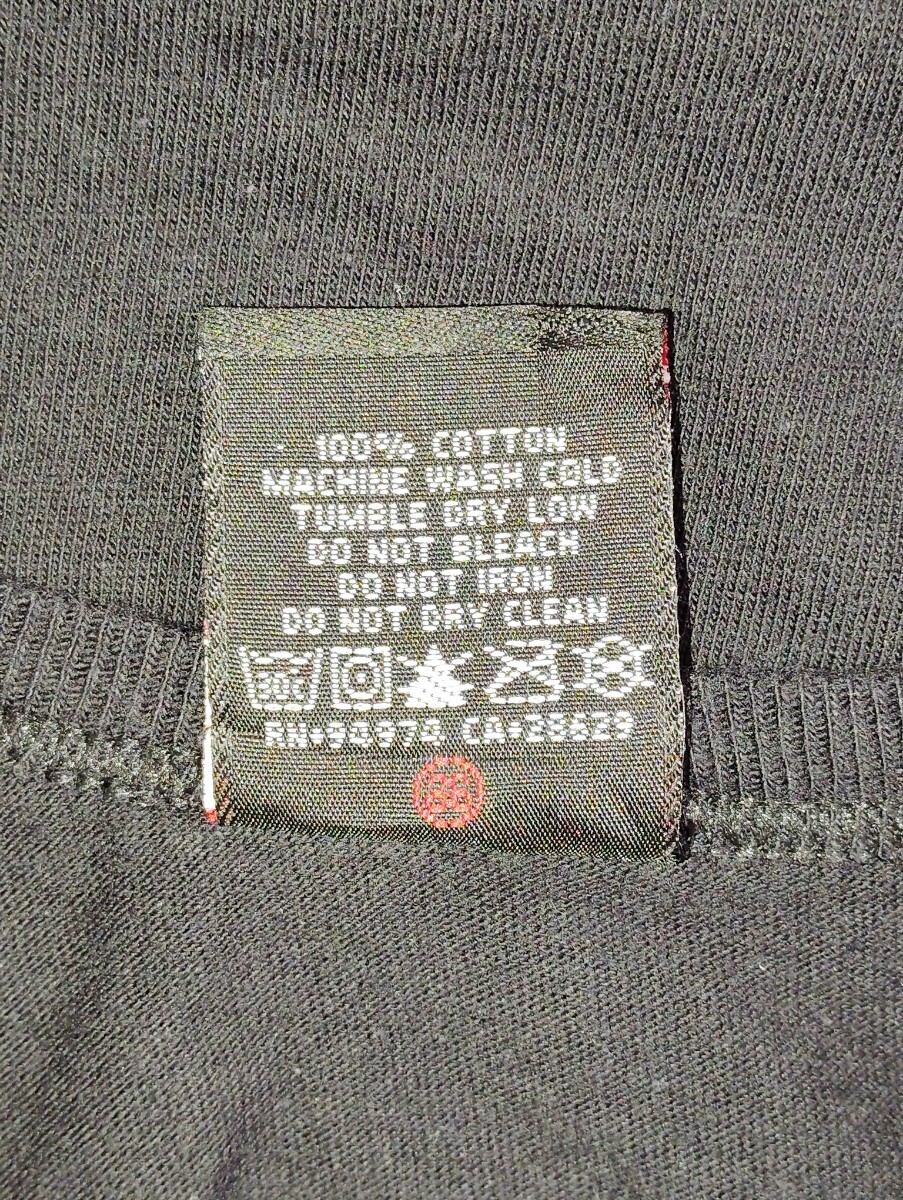 100% COTTON
MACHINE WASH COLD
TUMBLE DRY LOW
DO NOT BLEACH
DO NOT IRON
DO NOT DRY CLEAN